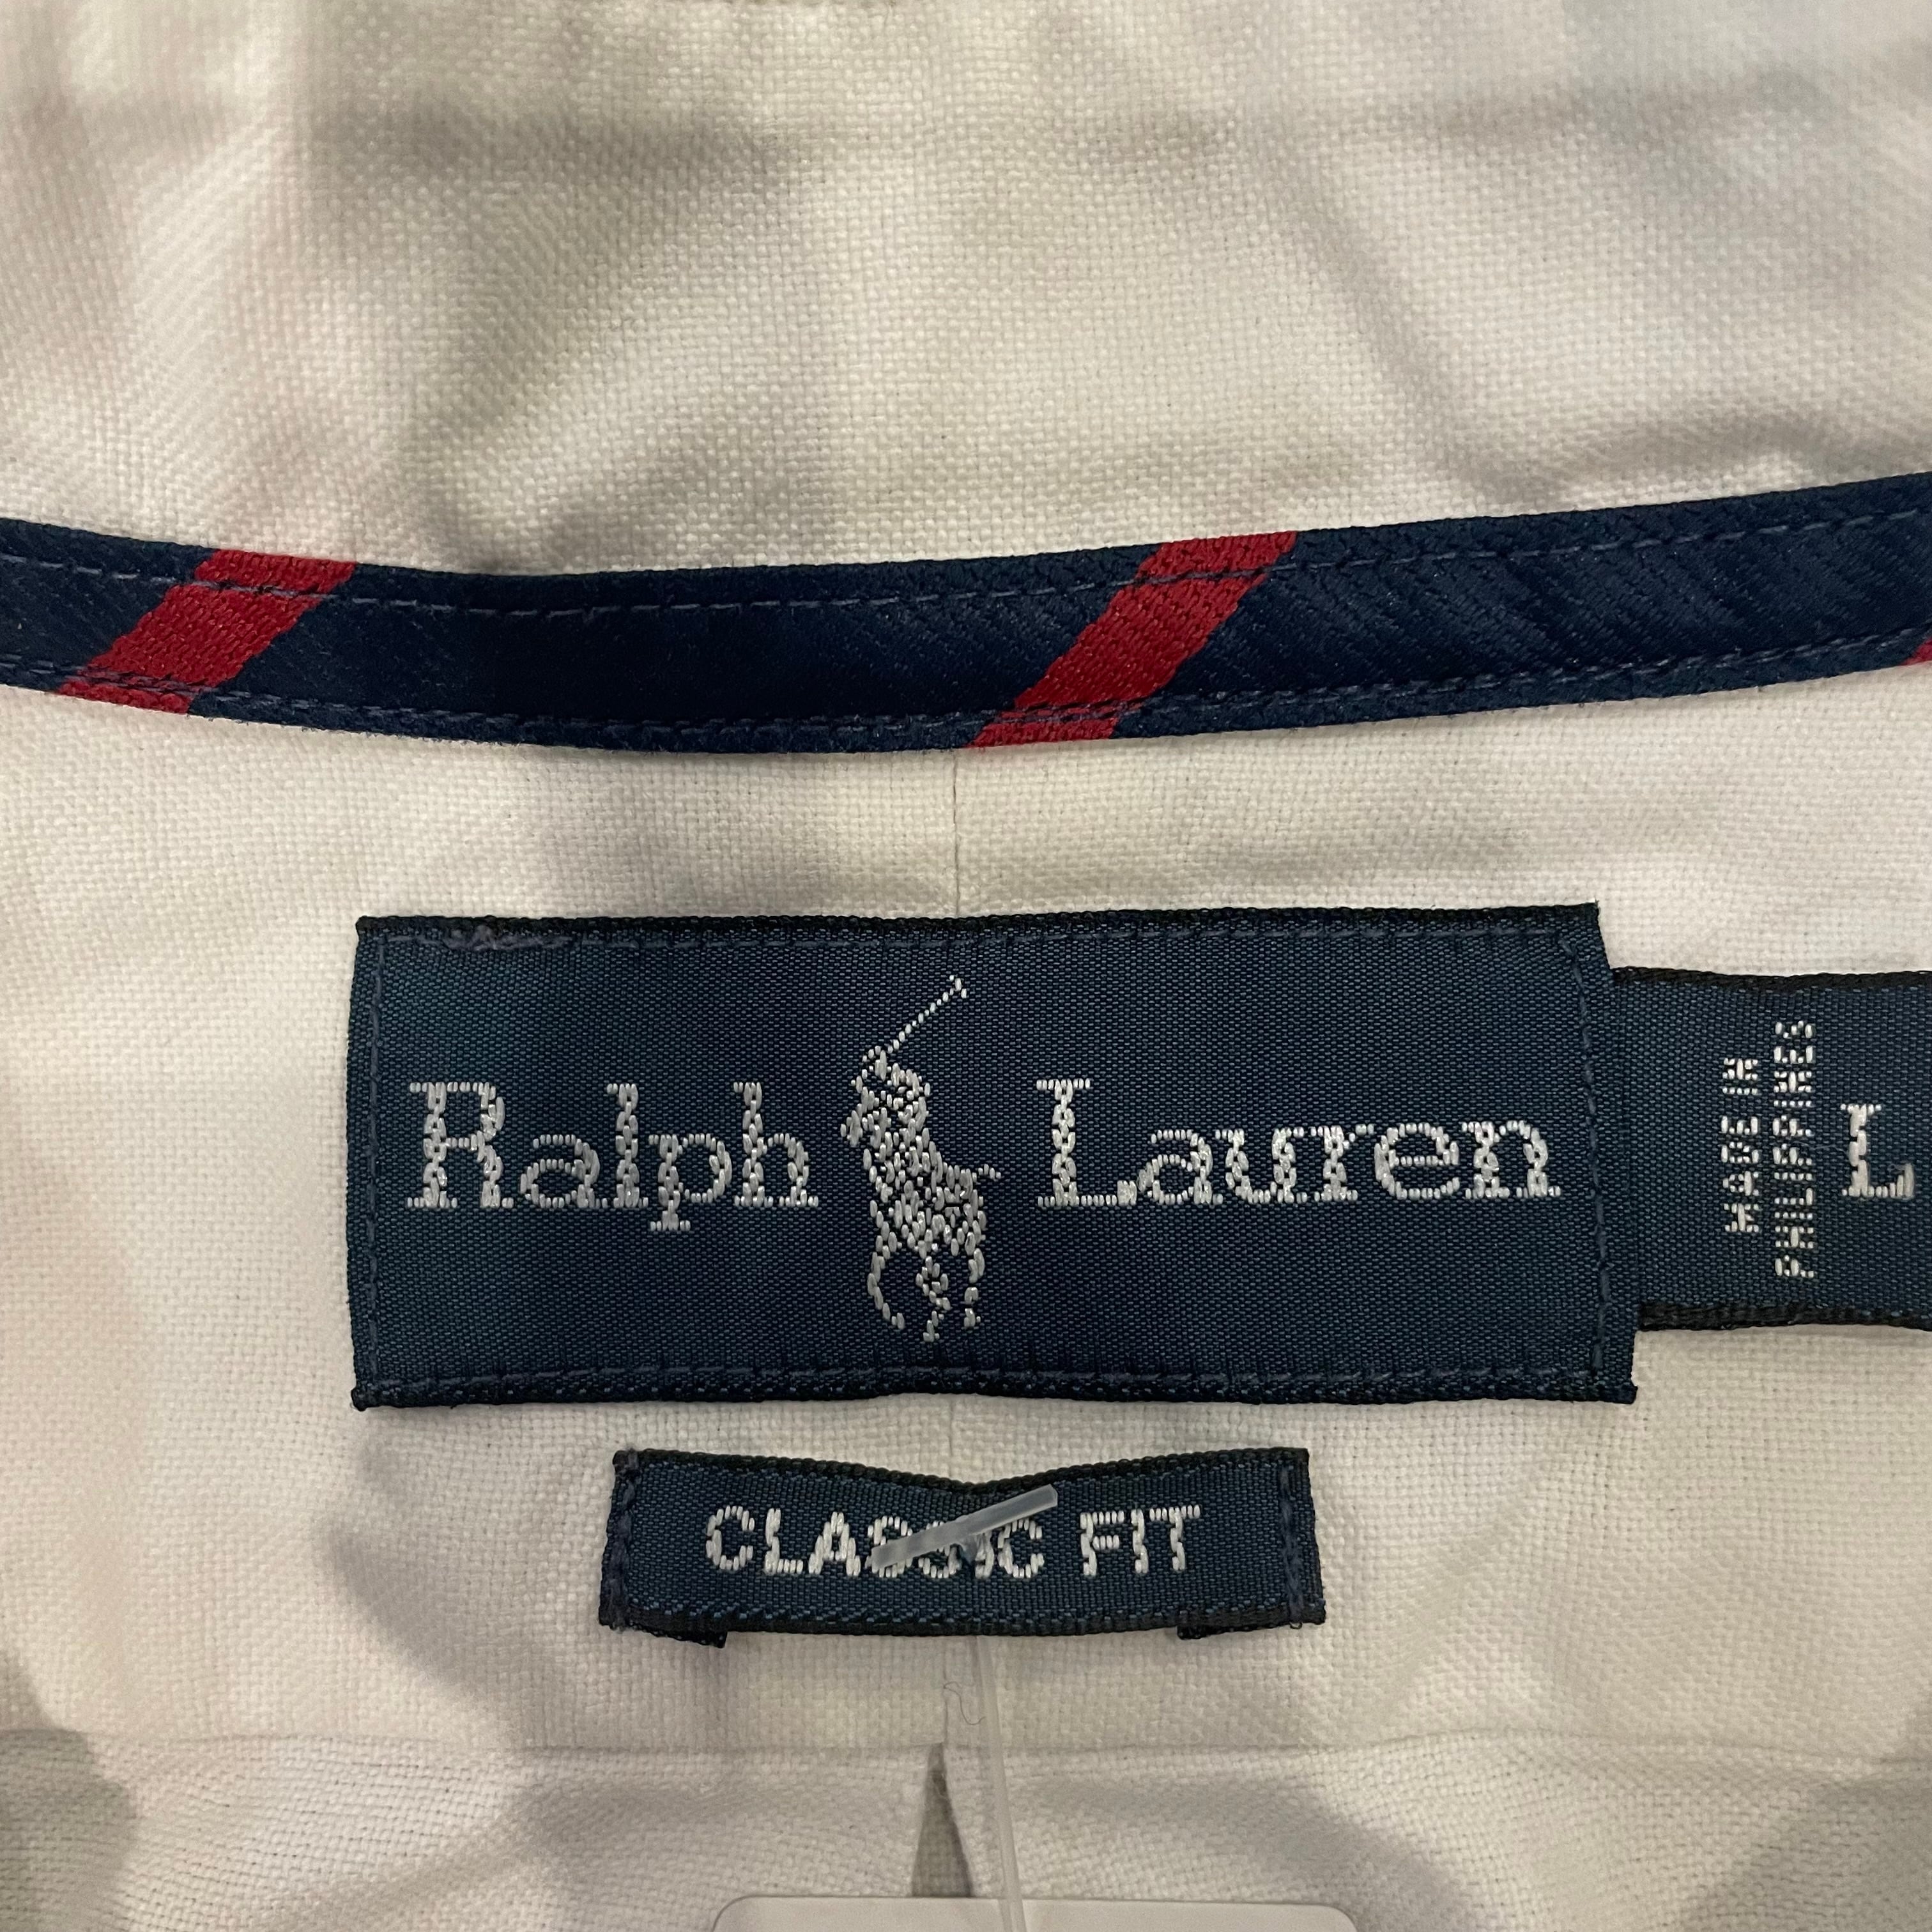 Ralph Lauren
MADE IN
PHILIPPINES
L
CLASSIC FIT